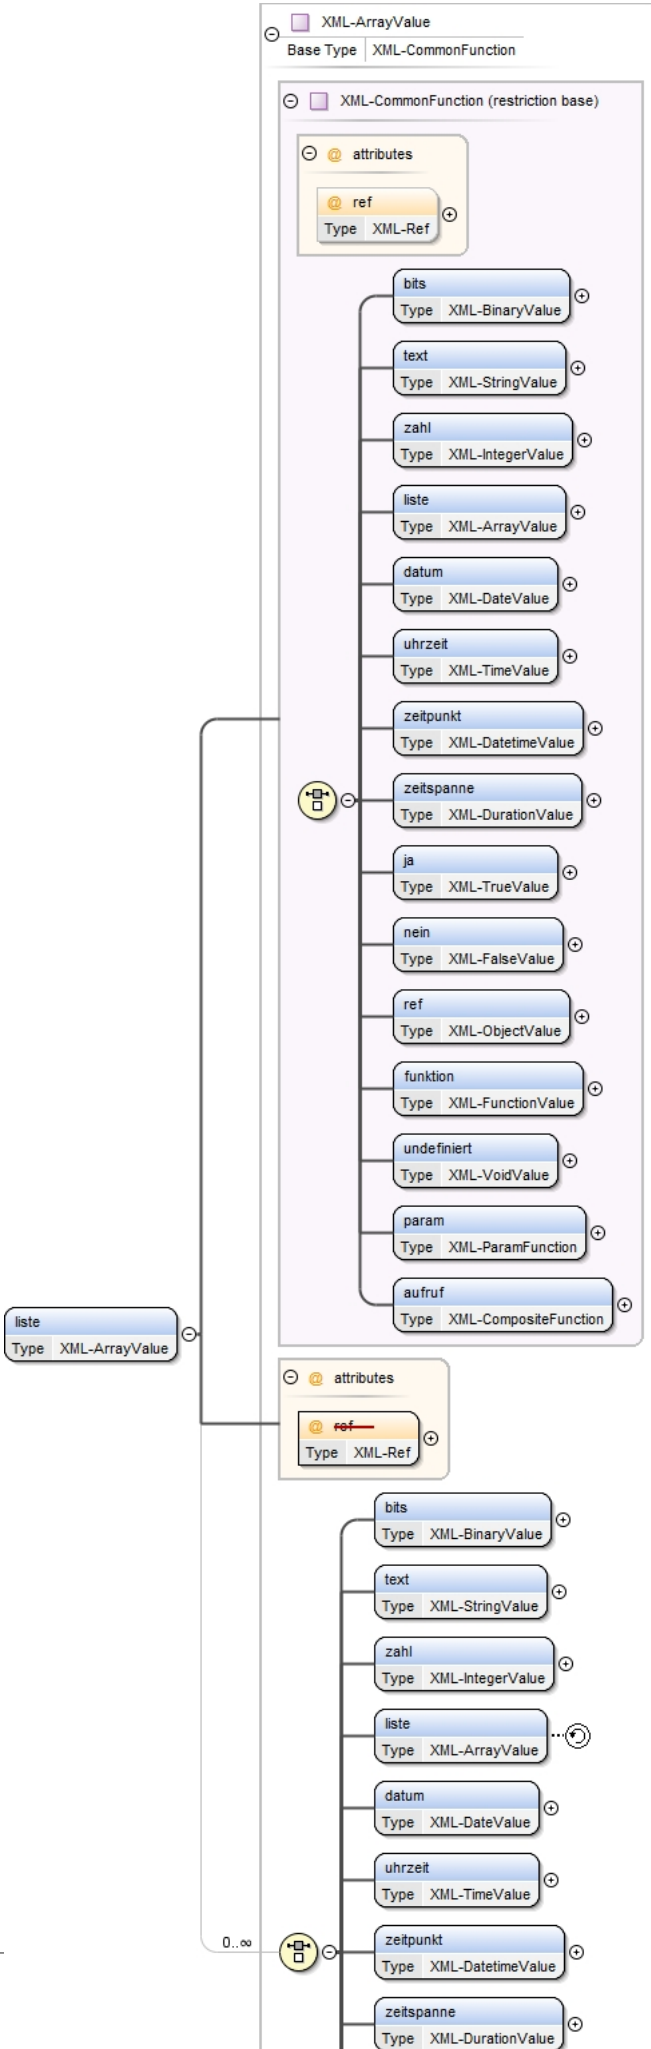 XML-ArrayValue
Base Type XML-CommonFunction
XML-CommonFunction (restriction base)
@ attributes
@ ref
Type XML-Ref
bits
Type XML-BinaryValue
text
Type XML-StringValue
zahl
Type XML-IntegerValue
liste
Type XML-ArrayValue
datum
Type XML-DateValue
uhrzeit
Type XML-TimeValue
zeitpunkt
Type XML-DatetimeValue
zeitspanne
Type XML-DurationValue
ja
Type XML-TrueValue
nein
Type XML-FalseValue
ref
Type XML-ObjectValue
funktion
Type XML-FunctionValue
undefiniert
Type XML-VoidValue
param
Type XML-ParamFunction
aufruf
Type XML-CompositeFunction
liste
Type XML-ArrayValue
@ attributes
@ ref
Type XML-Ref
bits
Type XML-BinaryValue
text
Type XML-StringValue
zahl
Type XML-IntegerValue
liste
Type XML-ArrayValue
datum
Type XML-DateValue
uhrzeit
Type XML-TimeValue
0..∞
zeitpunkt
Type XML-DatetimeValue
zeitspanne
Type XML-DurationValue